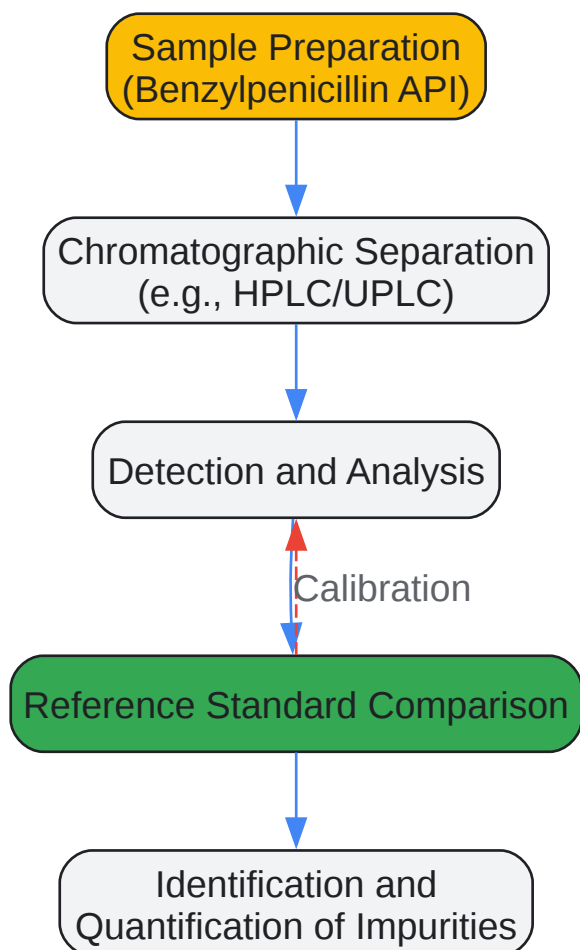 Sample Preparation
(Benzylpenicillin API)
Chromatographic Separation
(e.g., HPLC/UPLC)
Detection and Analysis
Calibration
Reference Standard Comparison
Identification and
Quantification of Impurities